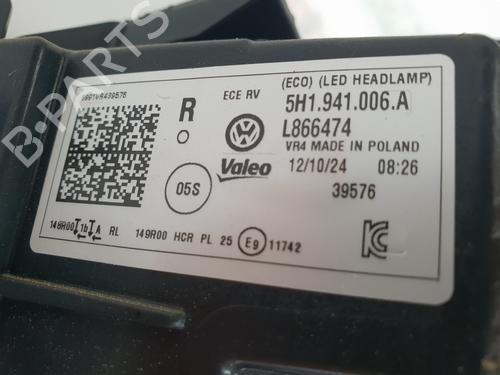 (ECO) (LED HEADLAMP)
R ECE RV 5H1.941.006.A
L866474
VR4 MADE IN POLAND
Valeo 12/10/24 08:26
05S 39576
RL 149R00 HCR PL 25 E9 11742
B-PARTS